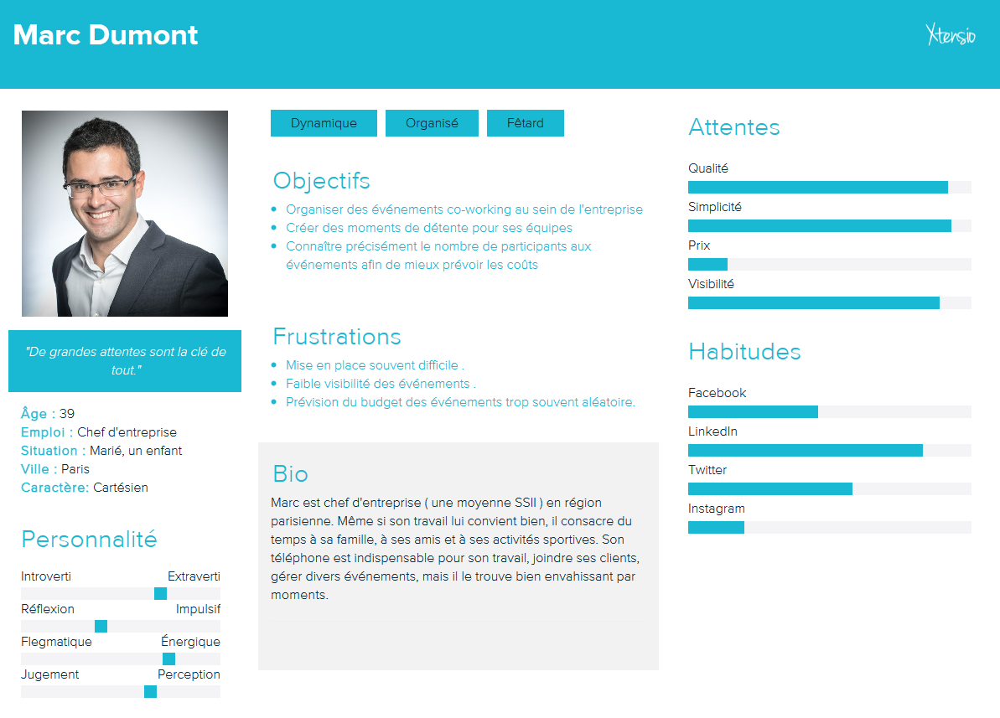 Marc Dumont
Xtensio
"De grandes attentes sont la clé de
tout."
Âge : 39
Emploi : Chef d'entreprise
Situation : Marié, un enfant
Ville : Paris
Caractère: Cartésien
Personnalité
Introverti Extraverti
Réflexion Impulsif
Flegmatique Énergique
Jugement Perception
Dynamique Organisé Fêtard
Objectifs
Organiser des événements co-working au sein de l'entreprise
Créer des moments de détente pour ses équipes
Connaître précisément le nombre de participants aux
événements afin de mieux prévoir les coûts
Frustrations
Mise en place souvent difficile .
Faible visibilité des événements .
Prévision du budget des événements trop souvent aléatoire.
Bio
Marc est chef d'entreprise ( une moyenne SSII ) en région
parisienne. Même si son travail lui convient bien, il consacre du
temps à sa famille, à ses amis et à ses activités sportives. Son
téléphone est indispensable pour son travail, joindre ses clients,
gérer divers événements, mais il le trouve bien envahissant par
moments.
Attentes
Qualité
Simplicité
Prix
Visibilité
Habitudes
Facebook
LinkedIn
Twitter
Instagram